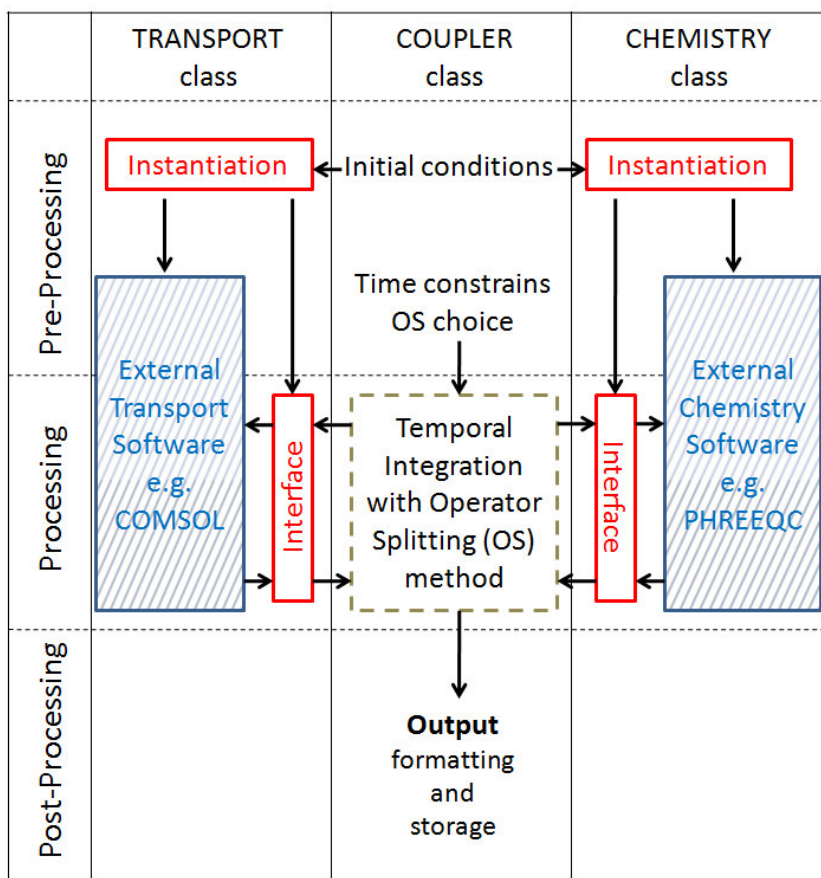 TRANSPORT
class
COUPLER
class
CHEMISTRY
class
Pre-Processing
Instantiation
Initial conditions
Instantiation
Time constrains
OS choice
Processing
External
Transport
Software
e.g.
COMSOL
Interface
Temporal
Integration
with Operator
Splitting (OS)
method
Interface
External
Chemistry
Software
e.g.
PHREEQC
Post-Processing
Output
formatting
and
storage